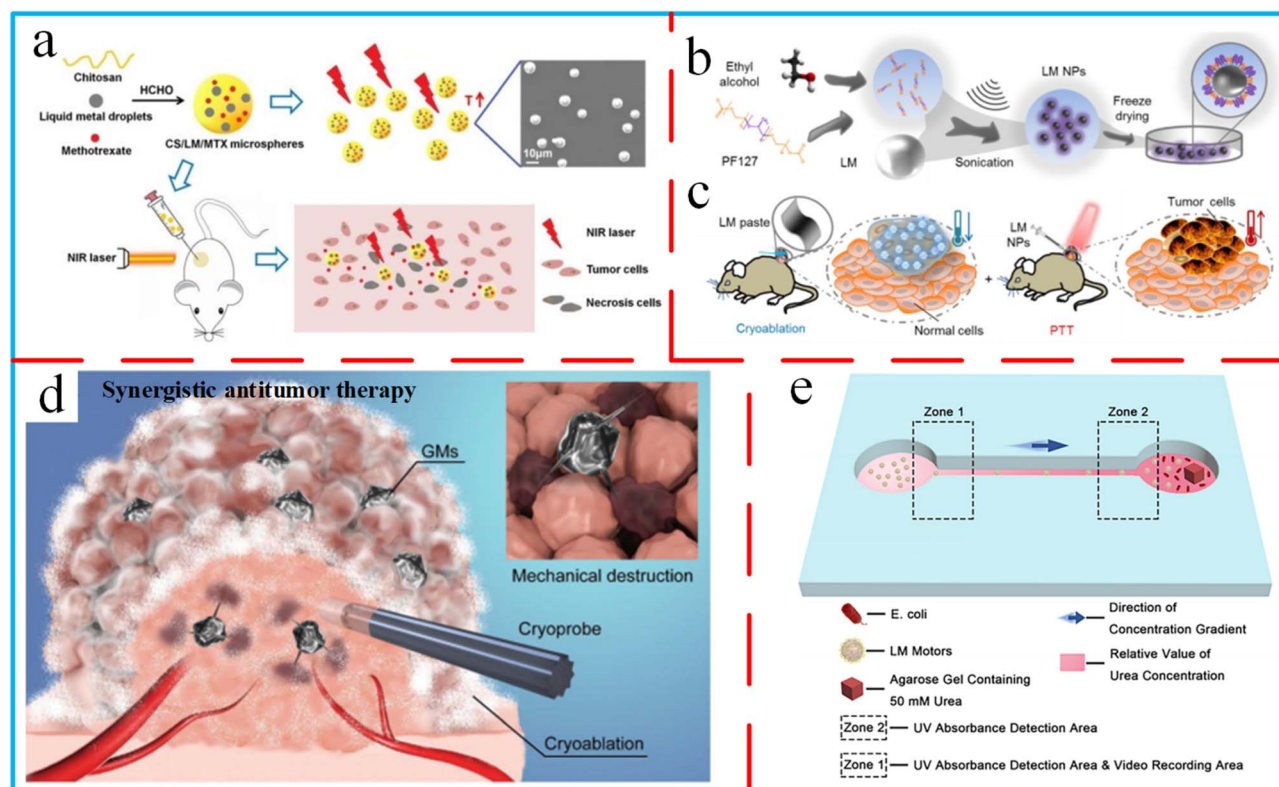 a
Chitosan
HCHO
Liquid metal droplets
Methotrexate
CS/LM/MTX microspheres
T↑
10μm
NIR laser
NIR laser
Tumor cells
Necrosis cells
b
Ethyl
alcohol
PF127
LM
Sonication
LM NPs
Freeze
drying
c
LM paste
Cryoablation
Normal cells
+
LM
NPs
PTT
Tumor cells
d
Synergistic antitumor therapy
GMs
Mechanical destruction
Cryoprobe
Cryoablation
e
Zone 1
Zone 2
E. coli
LM Motors
Agarose Gel Containing
50 mM Urea
Direction of
Concentration Gradient
Relative Value of
Urea Concentration
Zone 2 UV Absorbance Detection Area
Zone 1 UV Absorbance Detection Area & Video Recording Area